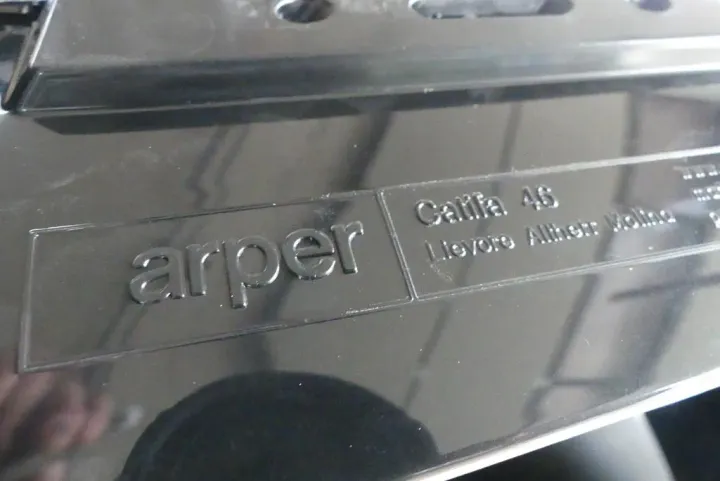 arper
Catifa 46
Lievore Altherr Molina